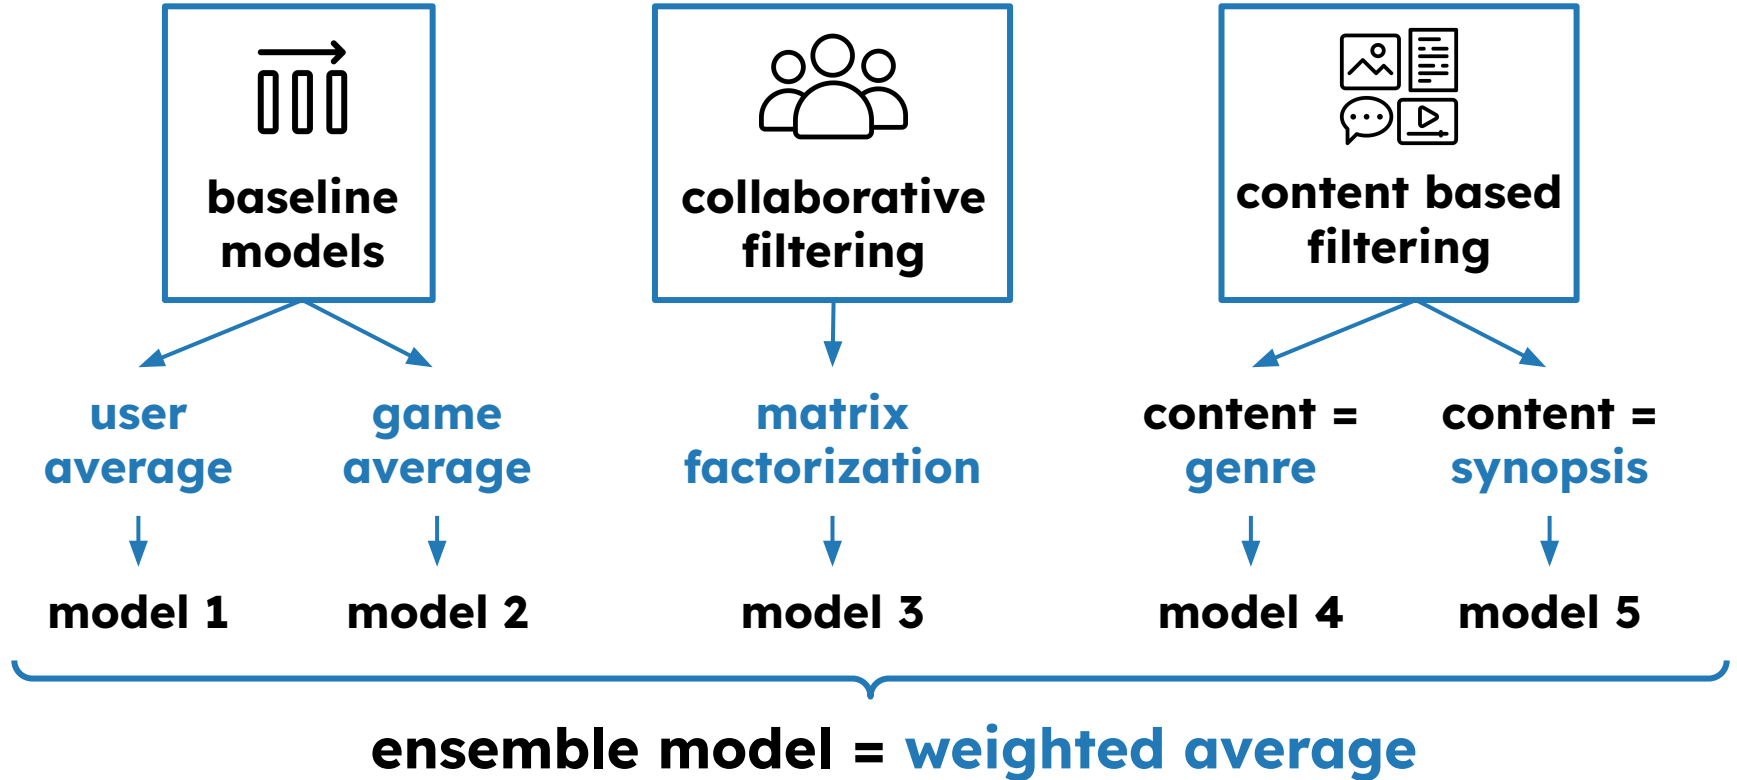 baseline
models
collaborative
filtering
content based
filtering
user
average
game
average
matrix
factorization
content =
genre
content =
synopsis
model 1
model 2
model 3
model 4
model 5
ensemble model = weighted average